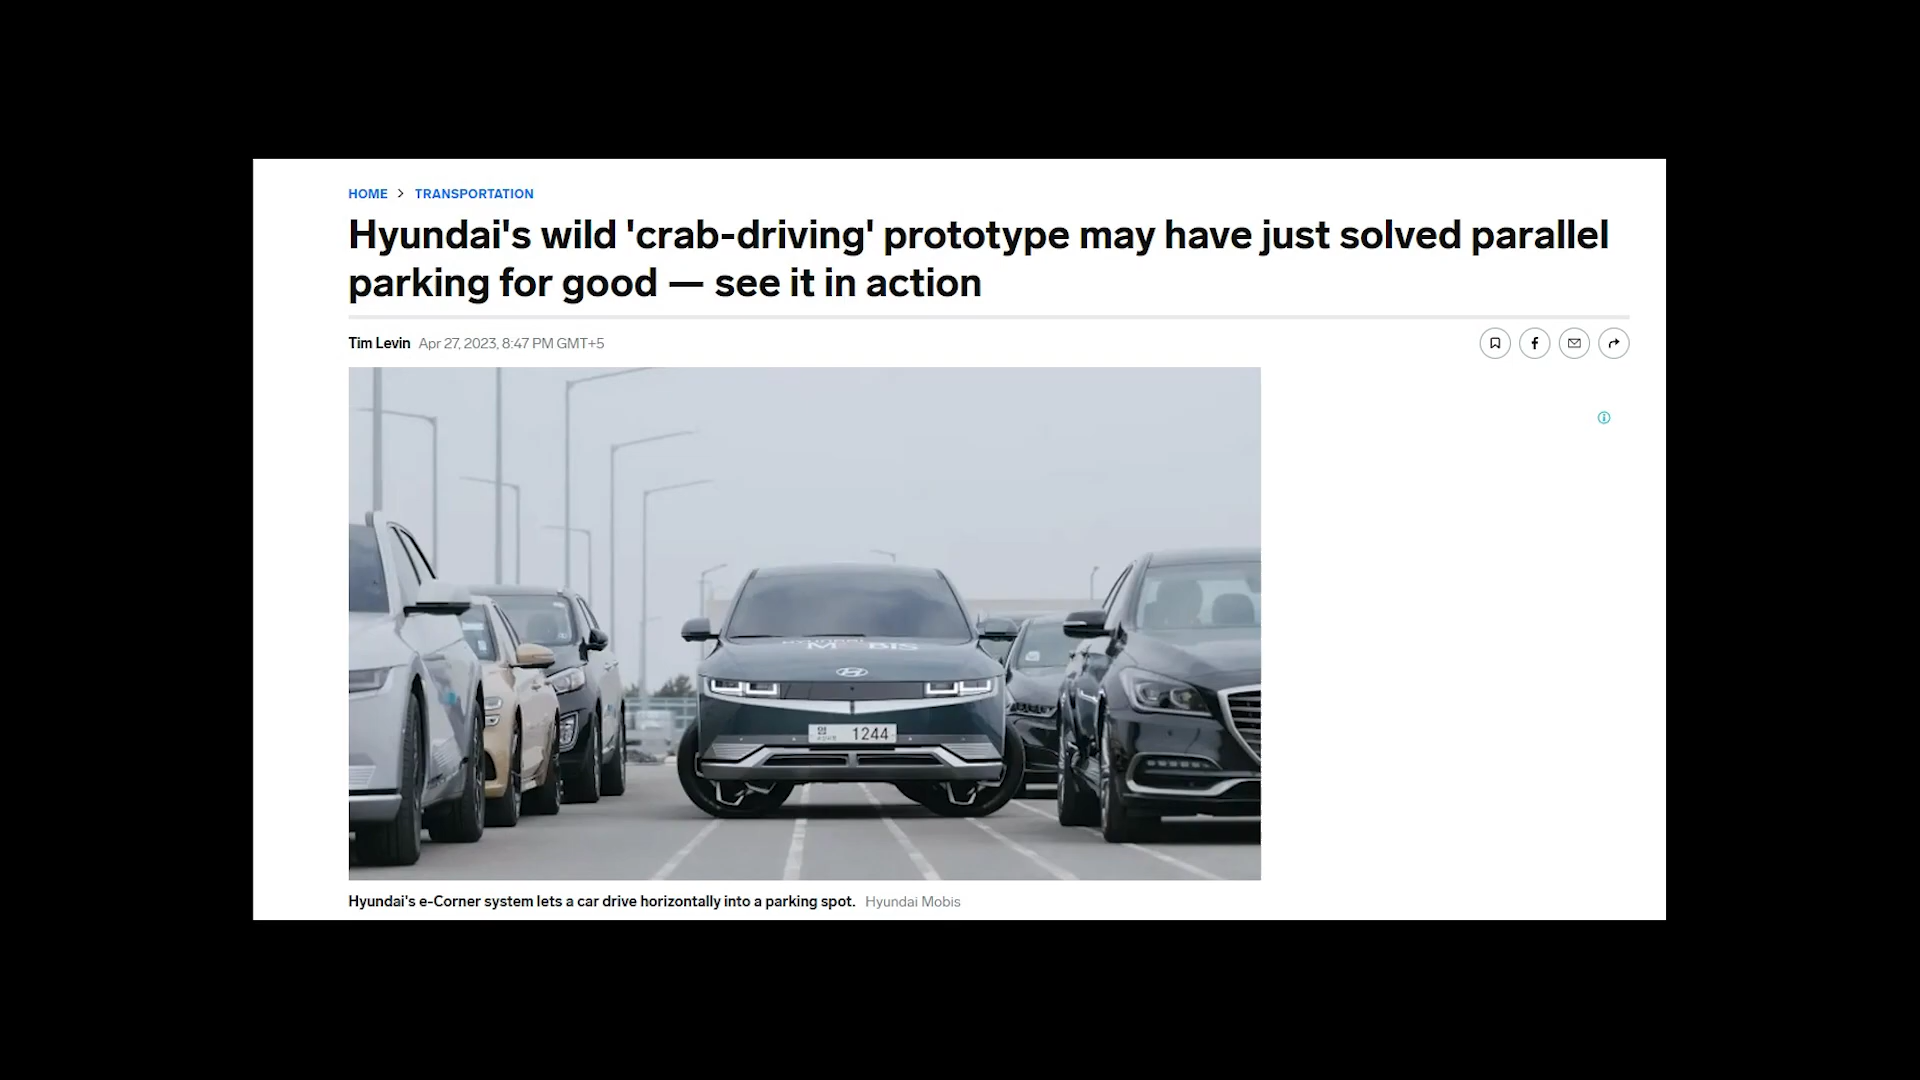 HOME > TRANSPORTATION
Hyundai's wild 'crab-driving' prototype may have just solved parallel
parking for good — see it in action
Tim Levin Apr 27, 2023, 8:47 PM GMT+5
1244
Hyundai's e-Corner system lets a car drive horizontally into a parking spot. Hyundai Mobis